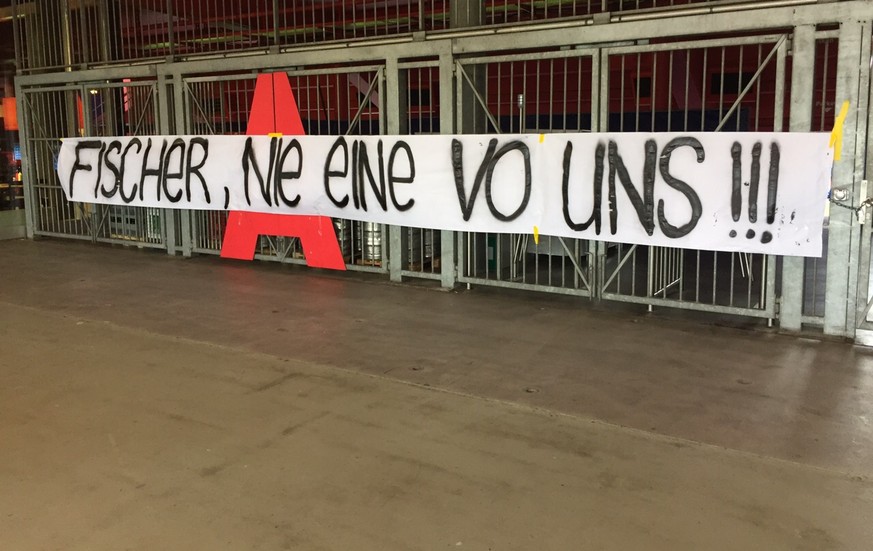 FISCHER, NIE EINE VO UNS!!!
A